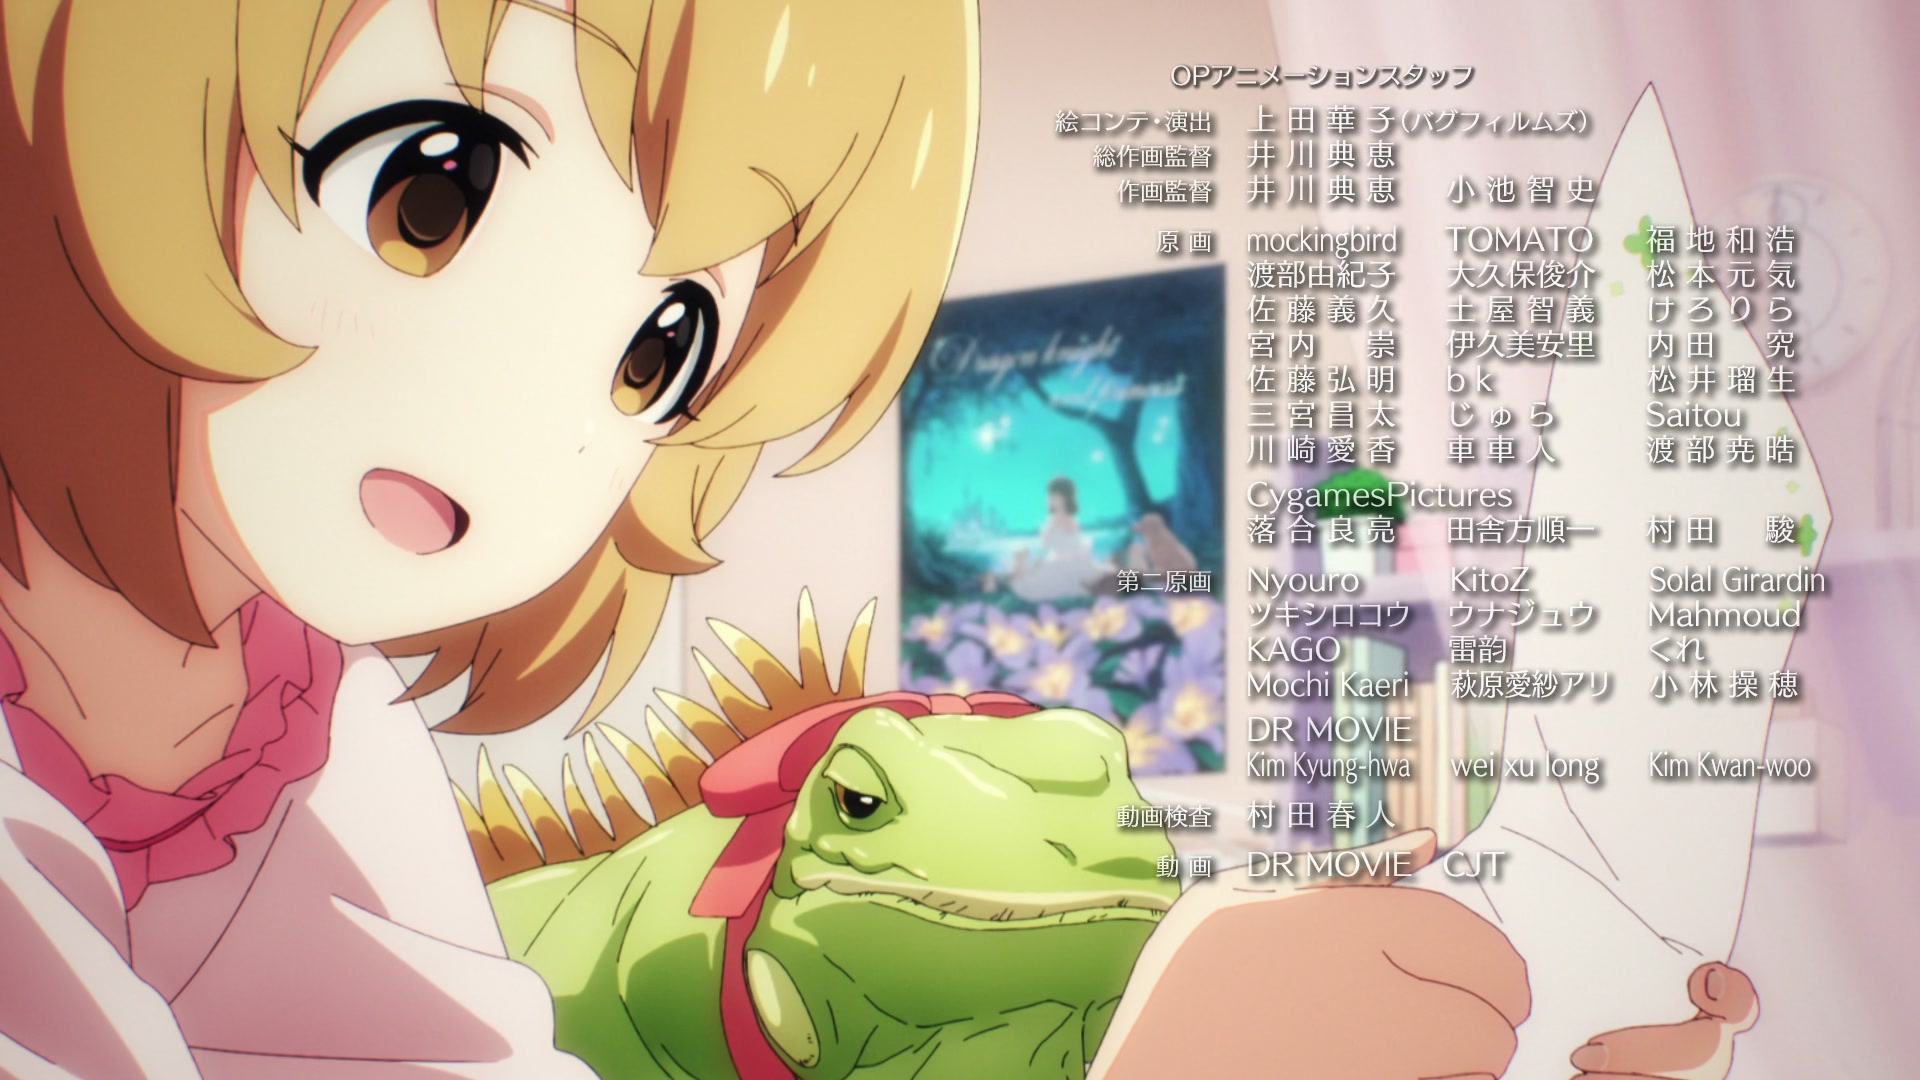 OPアニメーションスタッフ
絵コンテ・演出 上田華子(バグフィルムズ)
総作画監督 井川典恵
作画監督 井川典恵 小池智史
原画 mockingbird TOMATO 福地和浩
渡部由紀子 大久保俊介 松本元気
佐藤義久 土屋智義 けろりら
宮内崇 伊久美安里 内田究
佐藤弘明 bk 松井瑠生
三宮昌太 じゅら Saitou
川崎愛香 車車人 渡部尭晧
CygamesPictures
落合良亮 田舎方順一 村田駿
第二原画 Nyouro KitoZ Solal Girardin
ツキシロコウ ウナジュウ Mahmoud
KAGO 雷韵 くれ
Mochi Kaeri 萩原愛紗アリ 小林操穂
DR MOVIE
Kim Kyung-hwa wei xu long Kim Kwan-woo
動画検査 村田春人
動画 DR MOVIE CJT
Dragon knight